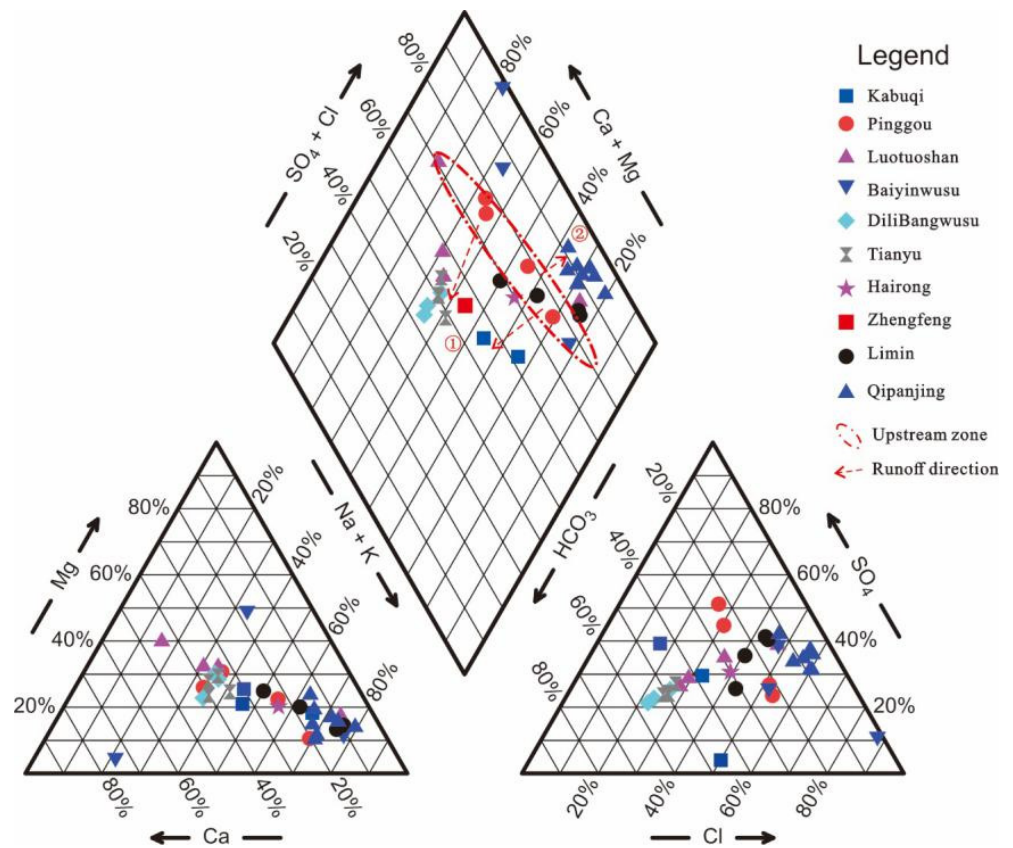 80%
80%
SO₄ + Cl
Ca + Mg
60%
60%
40%
40%
20%
20%
②
①
Na + K
HCO₃
Legend
Kabuqi
Pinggou
Luotuoshan
Baiyinwusu
DiliBangwusu
Tianyu
Hairong
Zhengfeng
Limin
Qipanjing
Upstream zone
Runoff direction
20%
80%
40%
Mg
60%
60%
40%
80%
20%
80%
60%
40%
20%
Ca
20%
80%
40%
60%
SO₄
60%
40%
80%
20%
20%
40%
60%
80%
Cl